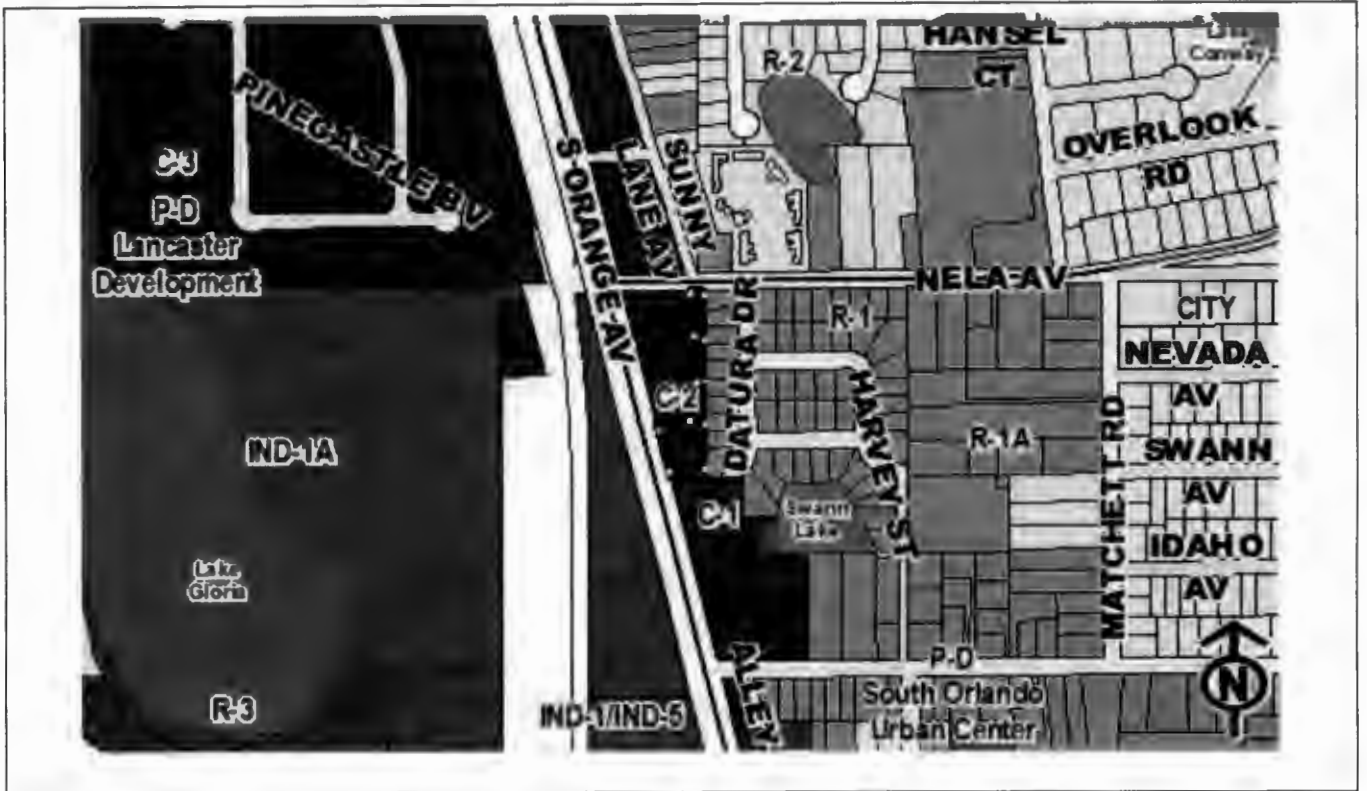 HANSEL
CT
Lake
Conway
R-2
PINECASTLE BV
C-3
P-D
Lancaster
Development
S ORANGE AV
LANE AV
SUNNY
OVERLOOK
RD
NELA AV
DATURA DR
R-1
CITY
NEVADA
AV
C-2
HARVEY ST
R-1A
MATCHETT RD
SWANN
AV
IND-1A
C-1
Swann
Lake
IDAHO
AV
Lake
Gloria
R-3
IND-1/IND-5
ALLEY
P-D
South Orlando
Urban Center
N